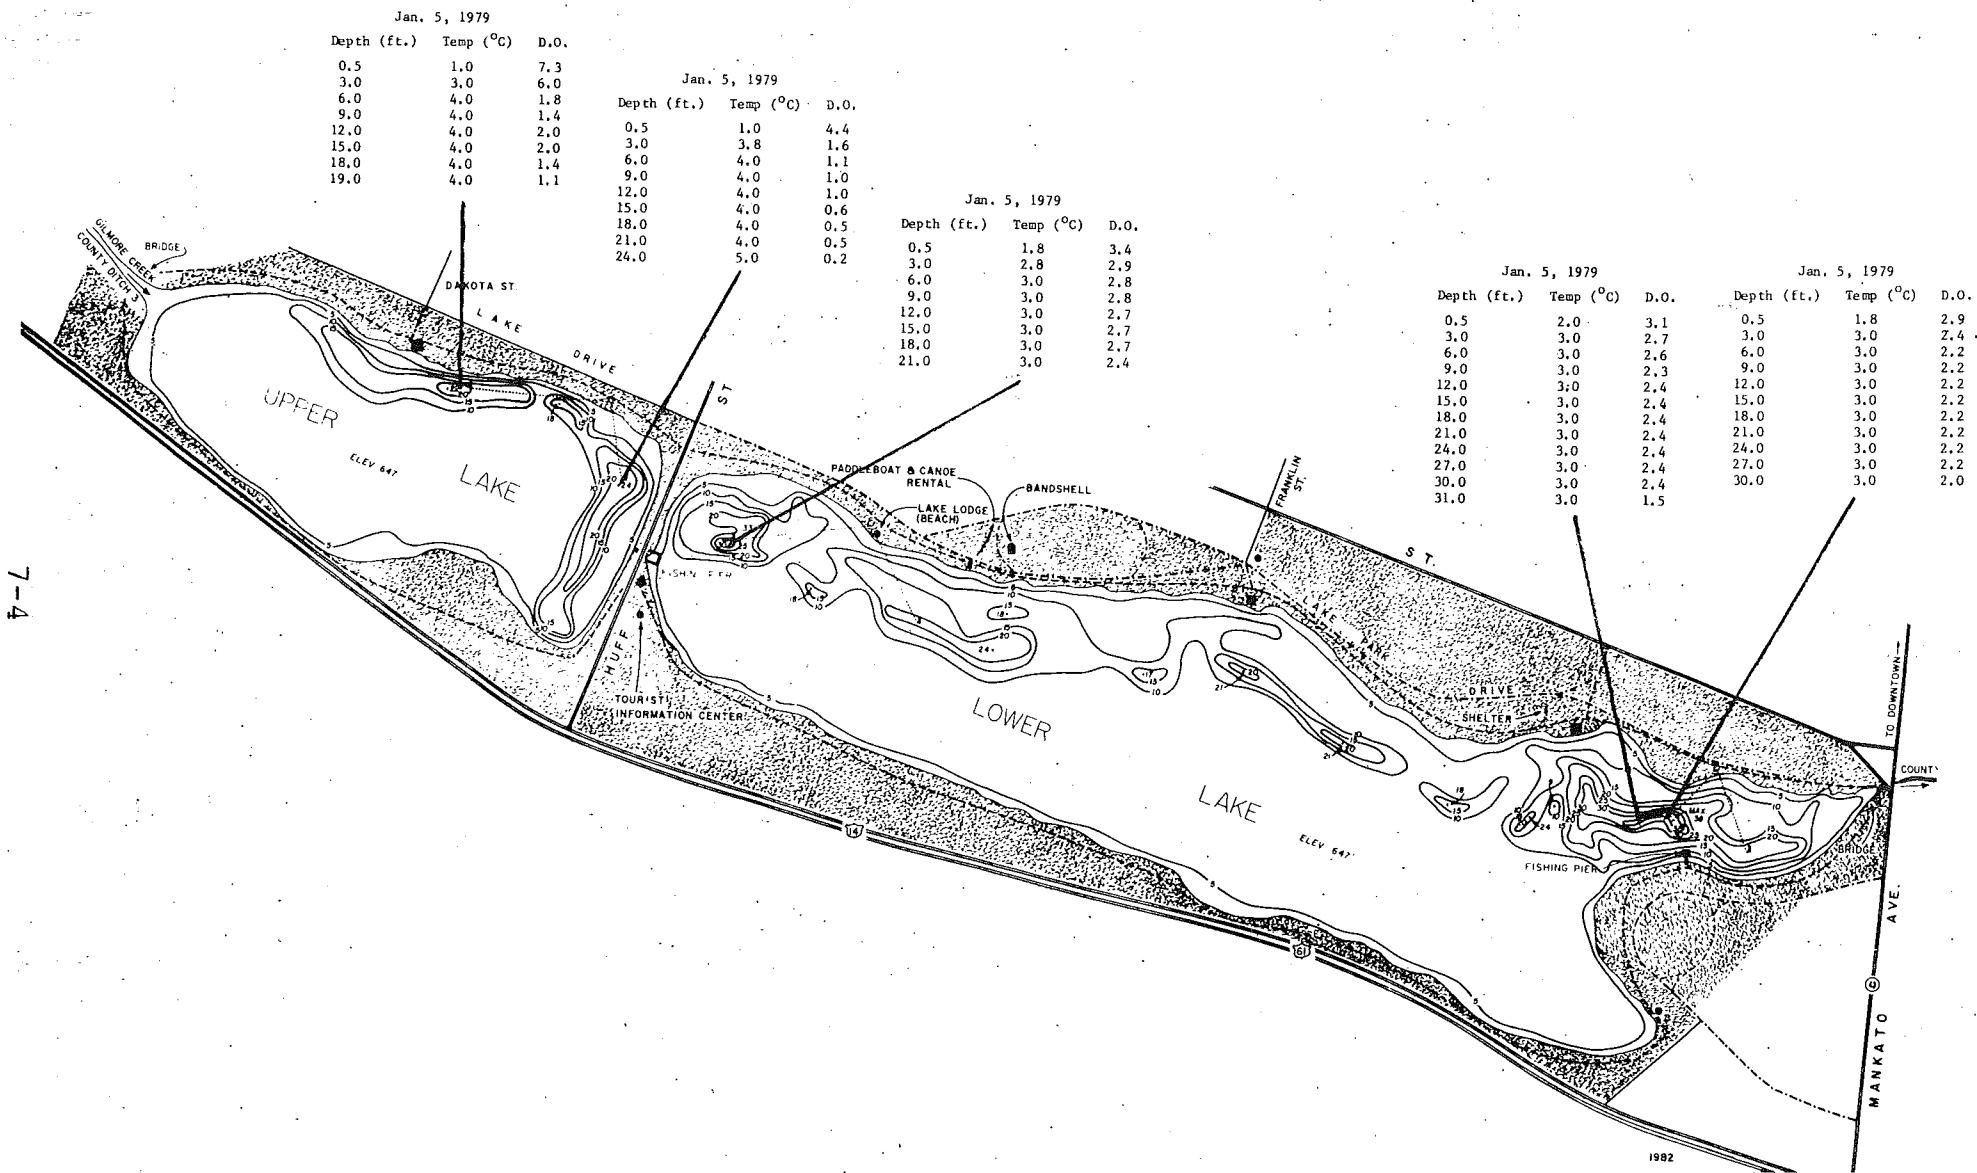 Jan. 5, 1979
Depth (ft.) Temp (°C) D.O.
0.5 1.0 7.3
3.0 3.0 6.0
6.0 4.0 1.8
9.0 4.0 1.4
12.0 4.0 2.0
15.0 4.0 2.0
18.0 4.0 1.4
19.0 4.0 1.1
Jan. 5, 1979
Depth (ft.) Temp (°C) D.O.
0.5 1.0 4.4
3.0 3.8 1.6
6.0 4.0 1.1
9.0 4.0 1.0
12.0 4.0 1.0
15.0 4.0 0.6
18.0 4.0 0.5
21.0 4.0 0.5
24.0 5.0 0.2
Jan. 5, 1979
Depth (ft.) Temp (°C) D.O.
0.5 1.8 3.4
3.0 2.8 2.9
6.0 3.0 2.8
9.0 3.0 2.8
12.0 3.0 2.7
15.0 3.0 2.7
18.0 3.0 2.7
21.0 3.0 2.4
Jan. 5, 1979
Depth (ft.) Temp (°C) D.O.
0.5 2.0 3.1
3.0 3.0 2.7
6.0 3.0 2.6
9.0 3.0 2.3
12.0 3.0 2.4
15.0 3.0 2.4
18.0 3.0 2.4
21.0 3.0 2.4
24.0 3.0 2.4
27.0 3.0 2.4
30.0 3.0 2.4
31.0 3.0 1.5
Jan. 5, 1979
Depth (ft.) Temp (°C) D.O.
0.5 1.8 2.9
3.0 3.0 2.4
6.0 3.0 2.2
9.0 3.0 2.2
12.0 3.0 2.2
15.0 3.0 2.2
18.0 3.0 2.2
21.0 3.0 2.2
24.0 3.0 2.2
27.0 3.0 2.2
30.0 3.0 2.0
GILMORE CREEK
COUNTY DITCH 3
BRIDGE
DAKOTA ST.
LAKE DRIVE
UPPER LAKE
ELEV 647
HUFF ST
PADDLEBOAT & CANOE
RENTAL
LAKE LODGE
(BEACH)
BANDSHELL
FRANKLIN
ST.
ST.
LAKE PARK
DRIVE
SHELTER
TOURIST
INFORMATION CENTER
LOWER LAKE
ELEV 647'
FISHING PIER
MAX
BRIDGE
TO DOWNTOWN
COUNTY
MANKATO AVE.
14
61
1982
7-4